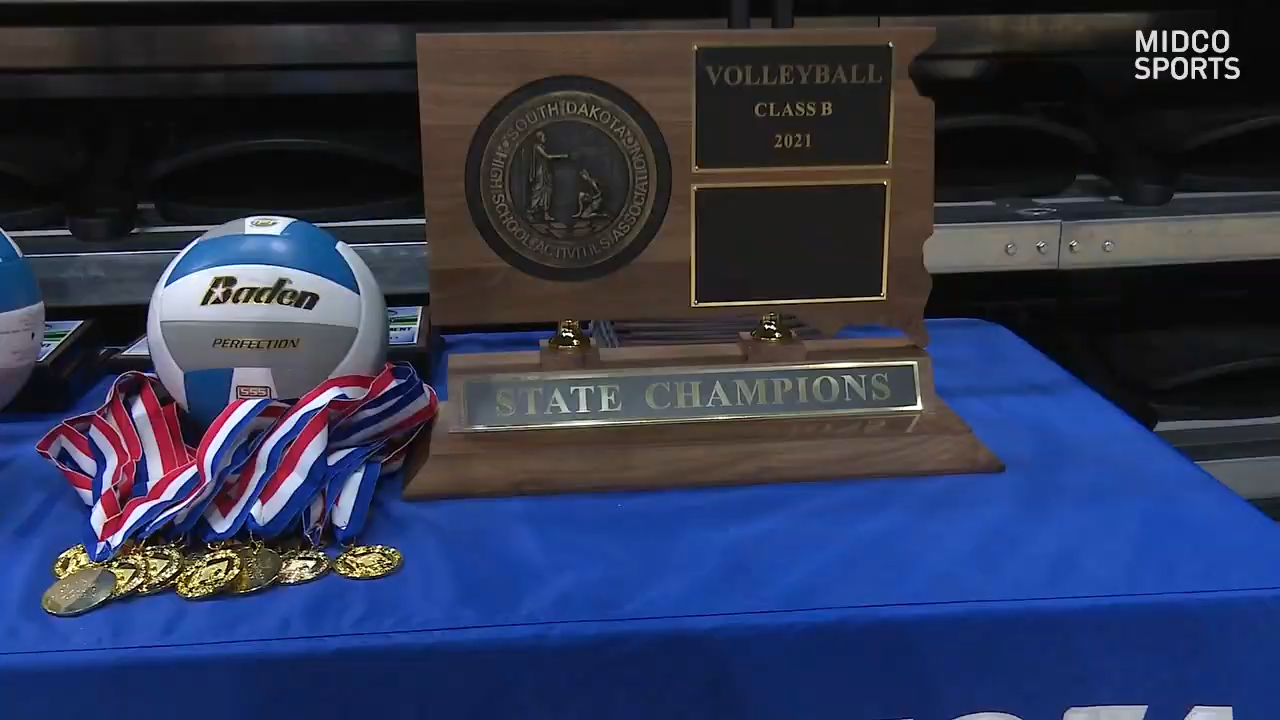 MIDCO
SPORTS
VOLLEYBALL
CLASS B
2021
SOUTH DAKOTA HIGH SCHOOL ACTIVITIES ASSOCIATION
STATE CHAMPIONS
Baden
PERFECTION